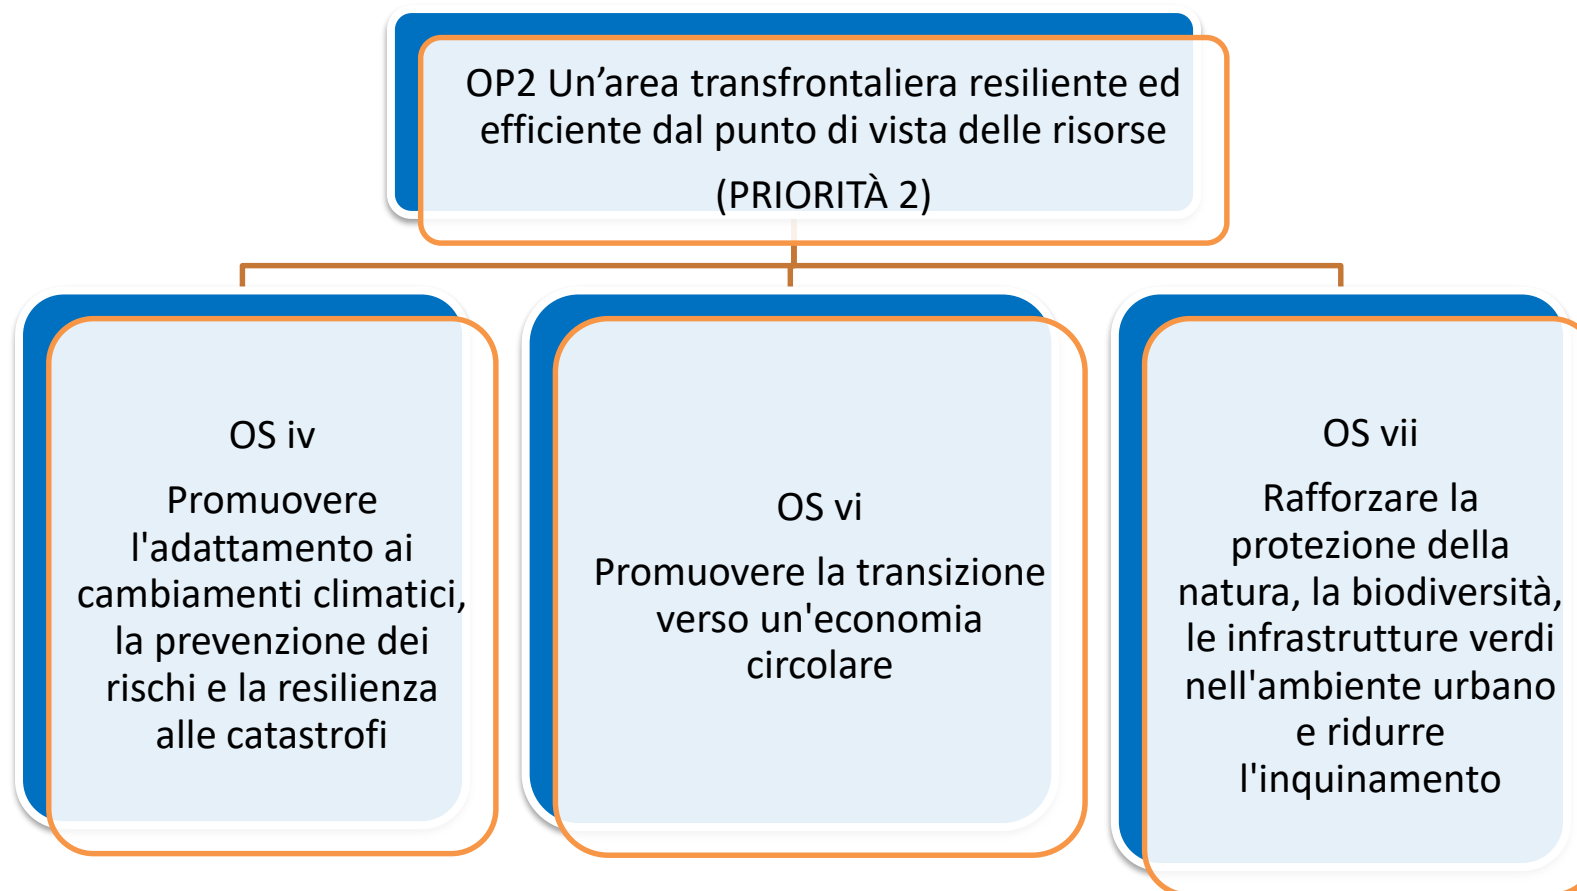 OP2 Un’area transfrontaliera resiliente ed
efficiente dal punto di vista delle risorse
(PRIORITÀ 2)
OS iv
Promuovere
l'adattamento ai
cambiamenti climatici,
la prevenzione dei
rischi e la resilienza
alle catastrofi
OS vi
Promuovere la transizione
verso un'economia
circolare
OS vii
Rafforzare la
protezione della
natura, la biodiversità,
le infrastrutture verdi
nell'ambiente urbano
e ridurre
l'inquinamento